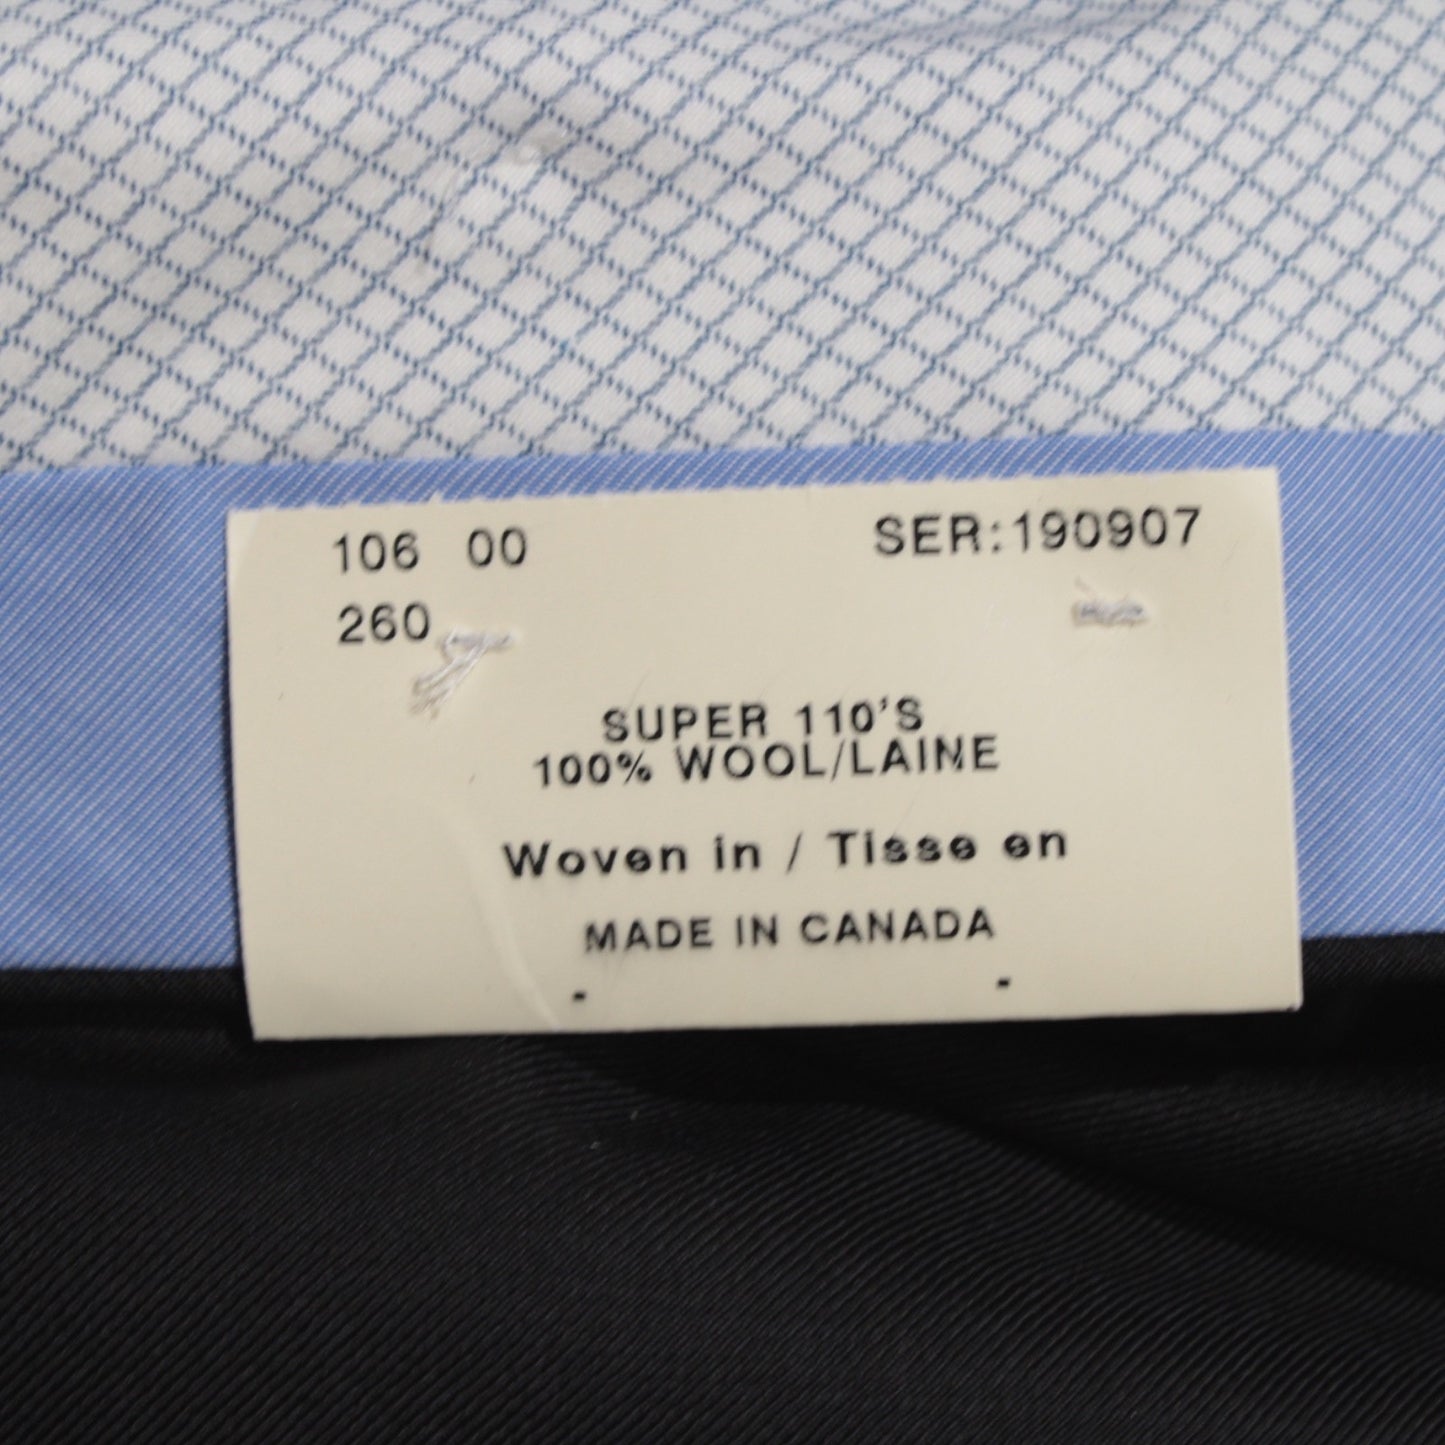 106 00 SER:190907
260
SUPER 110'S
100% WOOL/LAINE
Woven in / Tisse en
MADE IN CANADA
- -